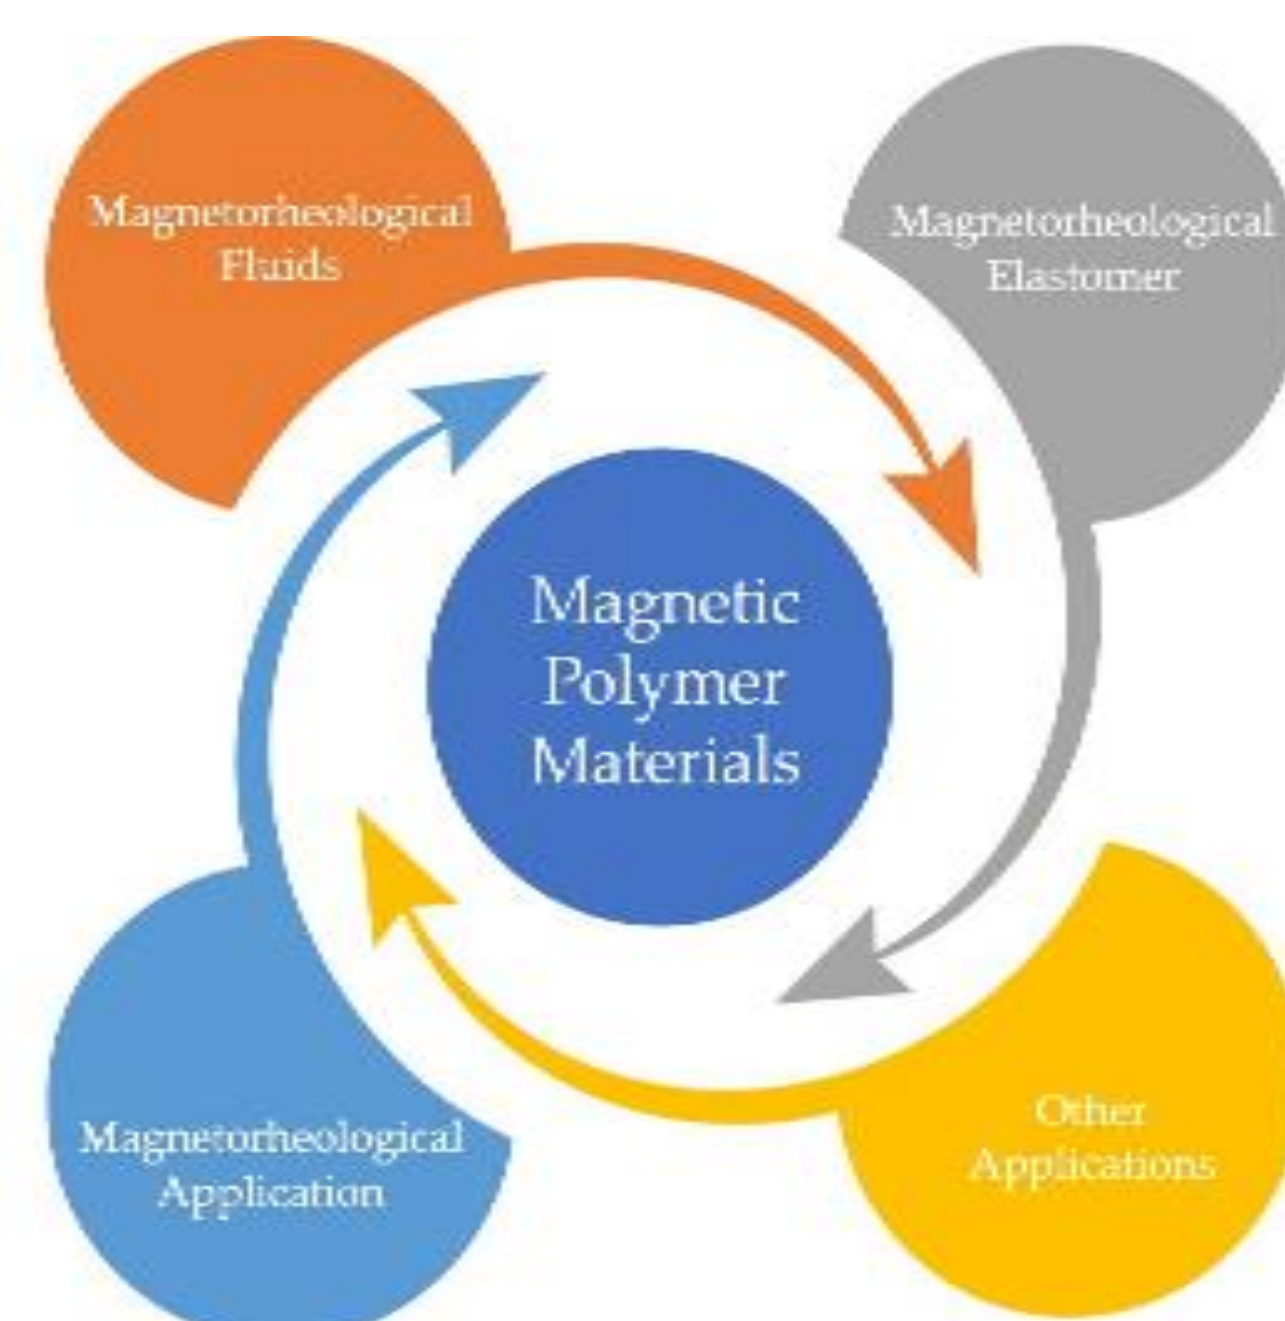 Magnetorheological
Fluids
Magnetorheological
Elastomer
Magnetic
Polymer
Materials
Magnetorheological
Application
Other
Applications